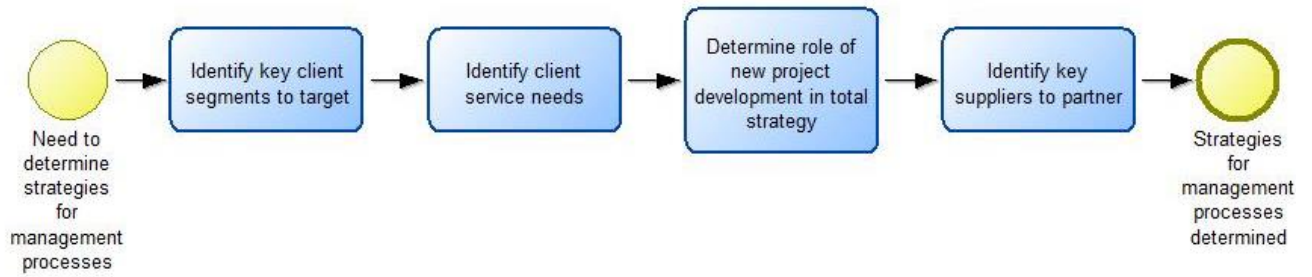 Need to
determine
strategies
for
management
processes
Identify key client
segments to target
Identify client
service needs
Determine role of
new project
development in total
strategy
Identify key
suppliers to partner
Strategies
for
management
processes
determined